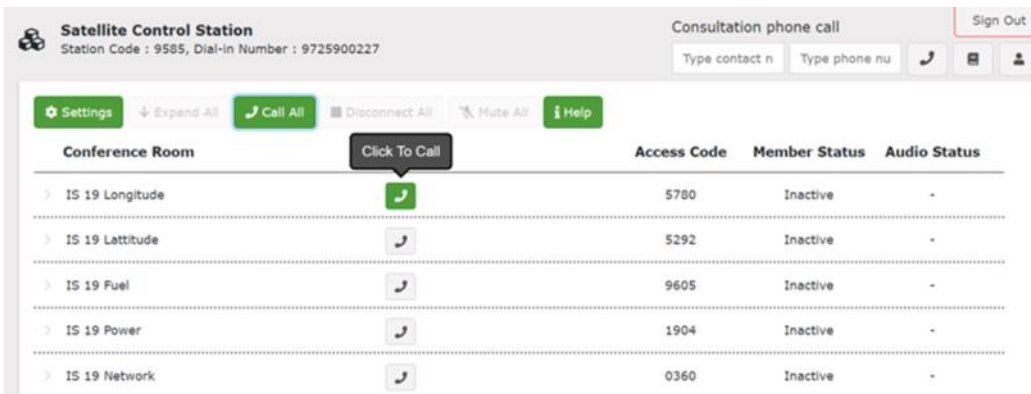 Satellite Control Station
Station Code : 9585, Dial-in Number : 9725900227
Consultation phone call
Sign Out
Type contact n
Type phone nu
Settings Expand All Call All Disconnect All Mute All Help
Click To Call
Conference Room Access Code Member Status Audio Status
IS 19 Longitude 5780 Inactive -
IS 19 Lattitude 5292 Inactive -
IS 19 Fuel 9605 Inactive -
IS 19 Power 1904 Inactive -
IS 19 Network 0360 Inactive -